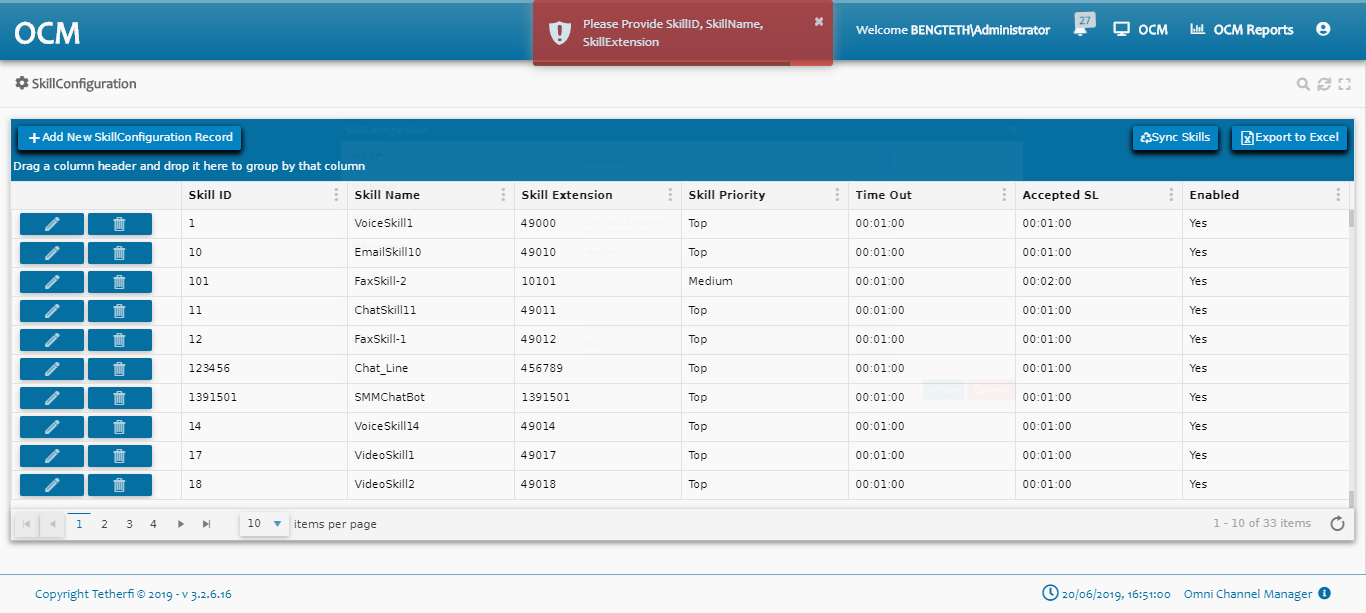 OCM
Please Provide SkillID, SkillName,
SkillExtension
Welcome BENGTETH\Administrator
27
OCM
OCM Reports
SkillConfiguration
Add New SkillConfiguration Record
Sync Skills
Export to Excel
Drag a column header and drop it here to group by that column
Skill ID Skill Name Skill Extension Skill Priority Time Out Accepted SL Enabled
1 VoiceSkill1 49000 Top 00:01:00 00:01:00 Yes
10 EmailSkill10 49010 Top 00:01:00 00:01:00 Yes
101 FaxSkill-2 10101 Medium 00:01:00 00:02:00 Yes
11 ChatSkill11 49011 Top 00:01:00 00:01:00 Yes
12 FaxSkill-1 49012 Top 00:01:00 00:01:00 Yes
123456 Chat_Line 456789 Top 00:01:00 00:01:00 Yes
1391501 SMMChatBot 1391501 Top 00:01:00 00:01:00 Yes
14 VoiceSkill14 49014 Top 00:01:00 00:01:00 Yes
17 VideoSkill1 49017 Top 00:01:00 00:01:00 Yes
18 VideoSkill2 49018 Top 00:01:00 00:01:00 Yes
1 2 3 4 10 items per page 1 - 10 of 33 items
Copyright Tetherfi © 2019 - v 3.2.6.16
20/06/2019, 16:51:00 Omni Channel Manager